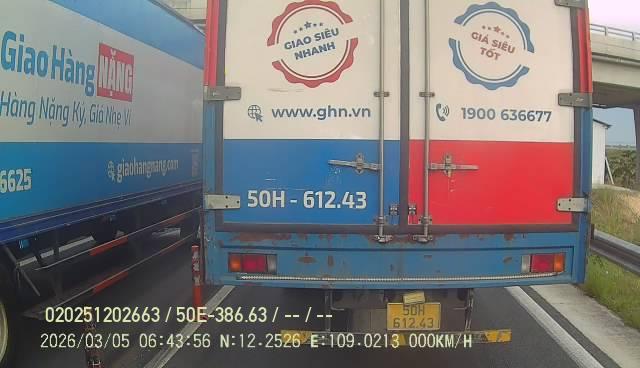 Giao Hàng NẶNG
Hàng Nặng Ký, Giá Nhẹ Vi
giaohangnang.com
6625
GIAO SIÊU
NHANH
GIÁ SIÊU
TỐT
www.ghn.vn
1900 636677
50H - 612.43
50H
612.43
020251202663 / 50E-386.63 / -- / --
2026/03/05 06:43:56 N:12.2526 E:109.0213 000KM/H